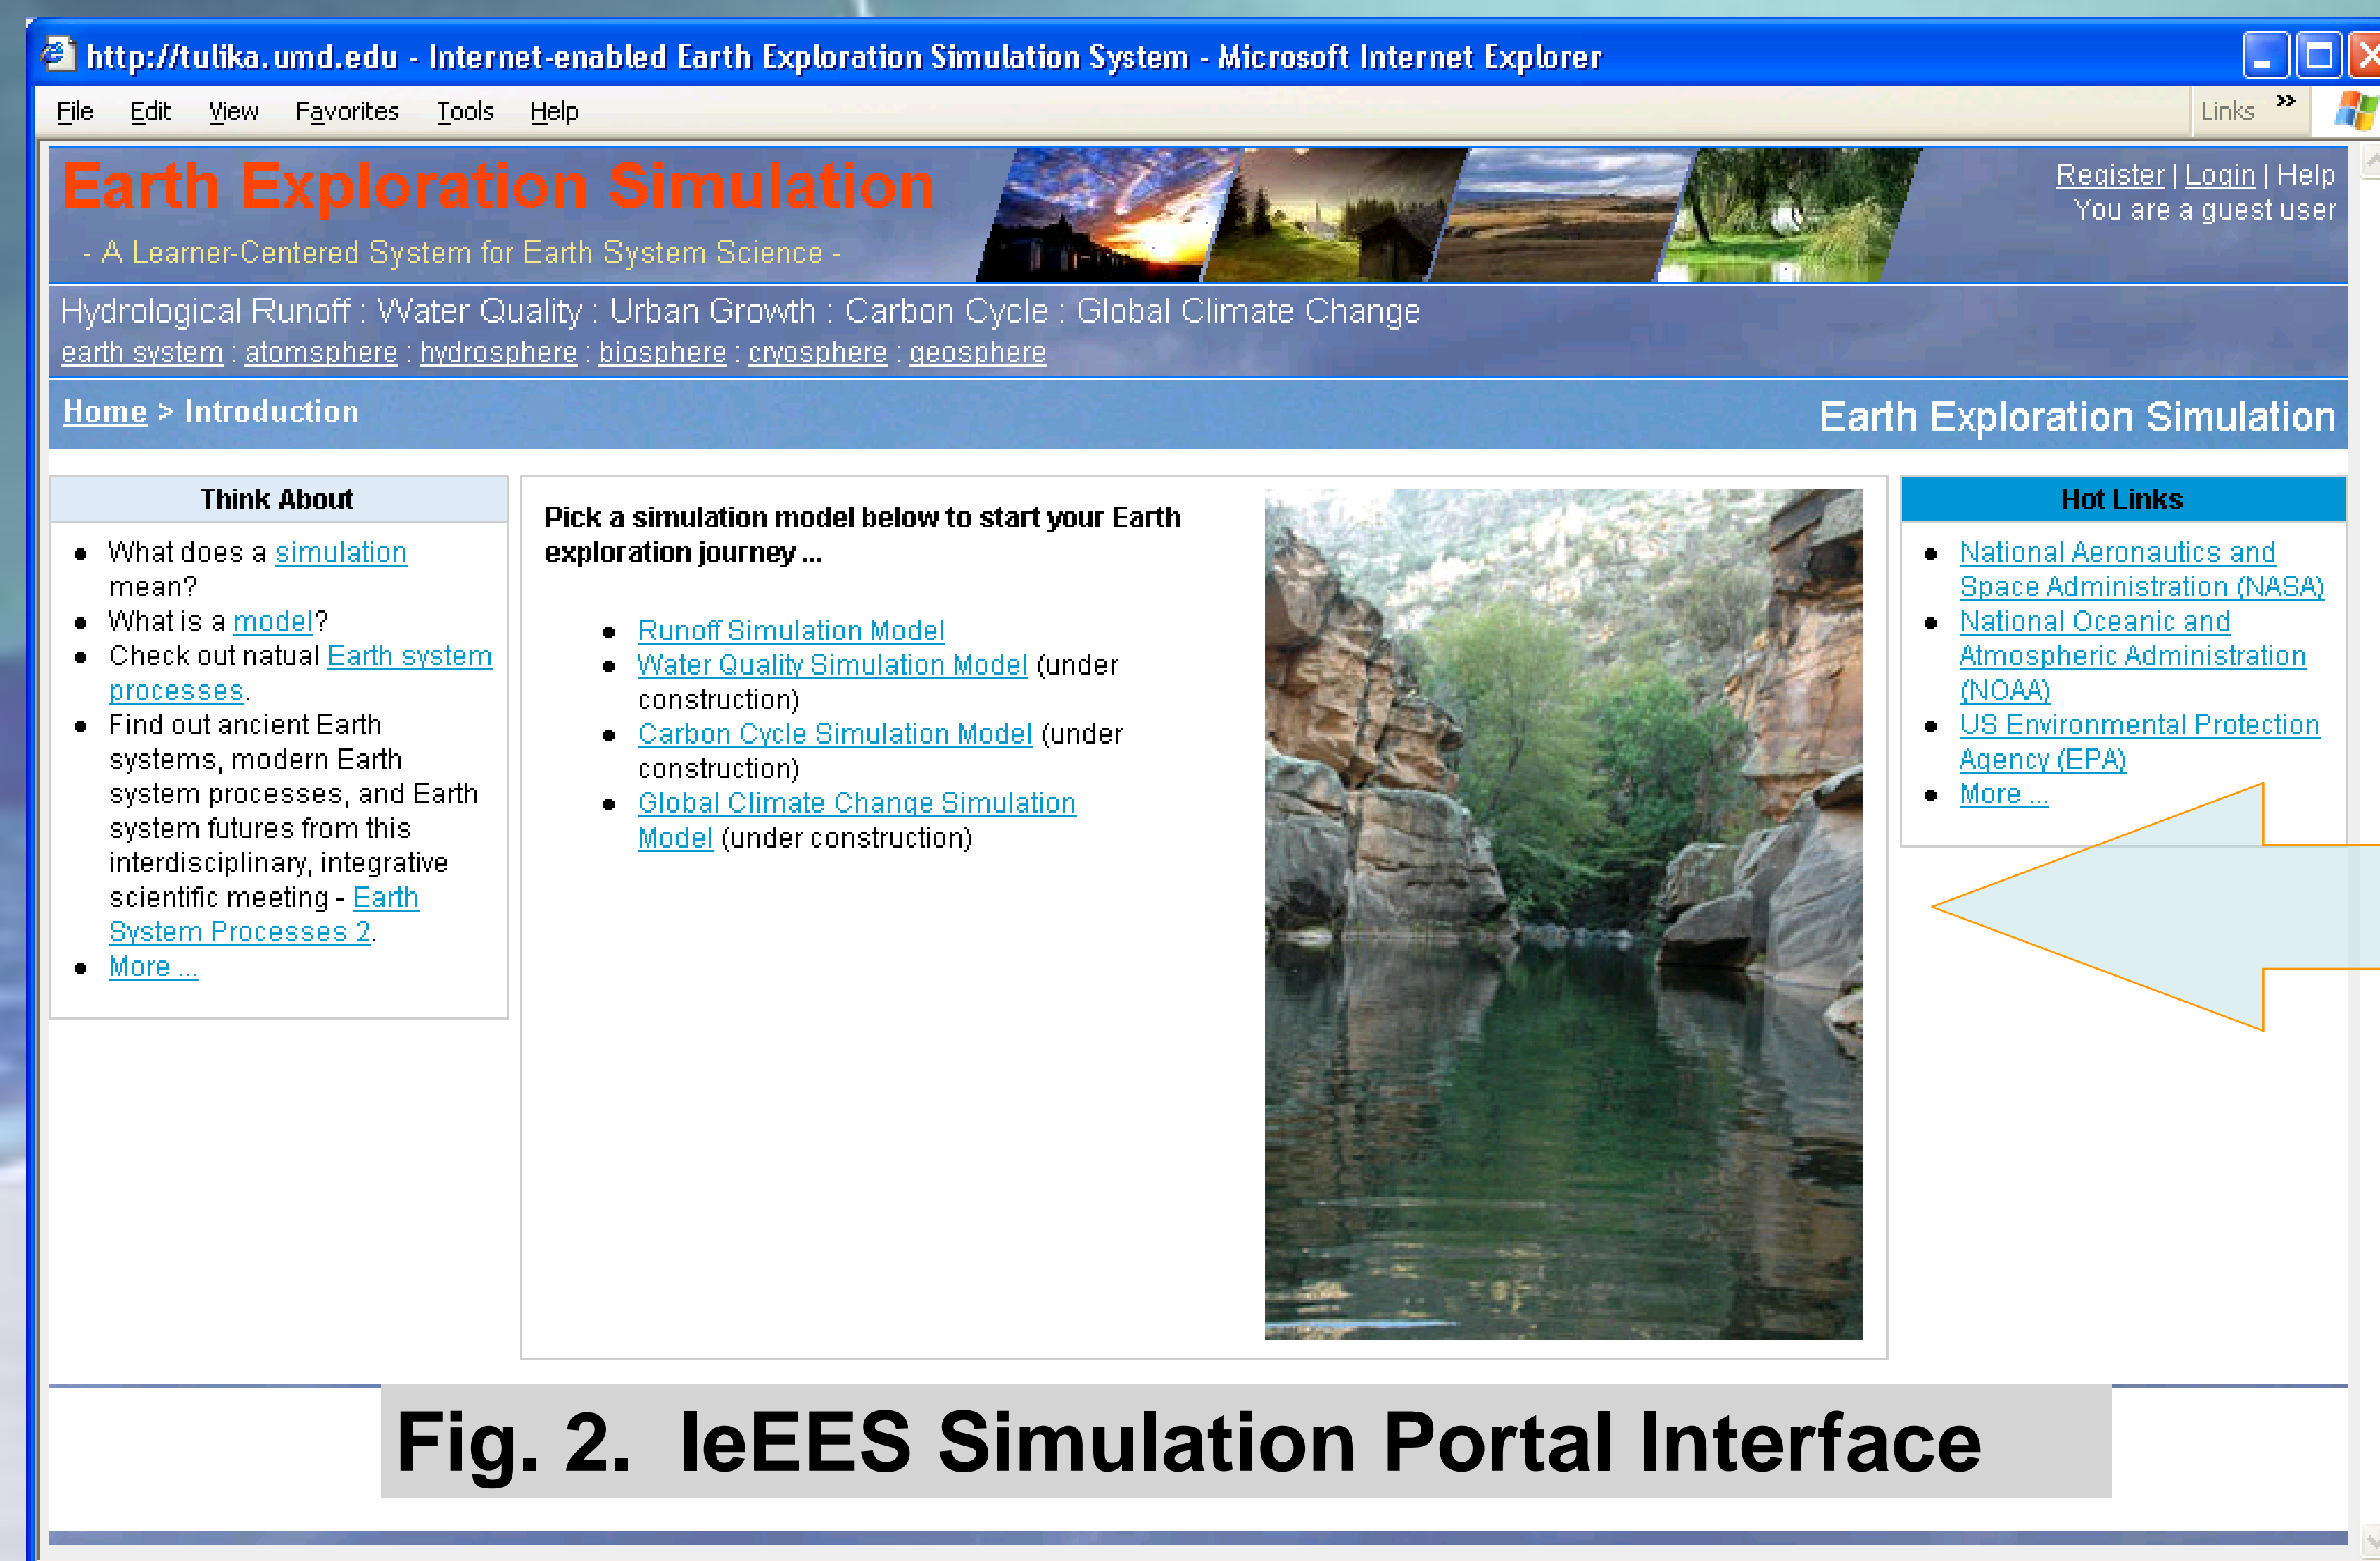 http://tulika.umd.edu - Internet-enabled Earth Exploration Simulation System - Microsoft Internet Explorer
File Edit View Favorites Tools Help
Links »
Earth Exploration Simulation
- A Learner-Centered System for Earth System Science -
Register | Login | Help
You are a guest user
Hydrological Runoff : Water Quality : Urban Growth : Carbon Cycle : Global Climate Change
earth system : atomsphere : hydrosphere : biosphere : cryosphere : geosphere
Home > Introduction
Earth Exploration Simulation
Think About
• What does a simulation
mean?
• What is a model?
• Check out natual Earth system
processes.
• Find out ancient Earth
systems, modern Earth
system processes, and Earth
system futures from this
interdisciplinary, integrative
scientific meeting - Earth
System Processes 2.
• More ...
Pick a simulation model below to start your Earth
exploration journey ...
• Runoff Simulation Model
• Water Quality Simulation Model (under
construction)
• Carbon Cycle Simulation Model (under
construction)
• Global Climate Change Simulation
Model (under construction)
Hot Links
• National Aeronautics and
Space Administration (NASA)
• National Oceanic and
Atmospheric Administration
(NOAA)
• US Environmental Protection
Agency (EPA)
• More ...
Fig. 2. IeEES Simulation Portal Interface